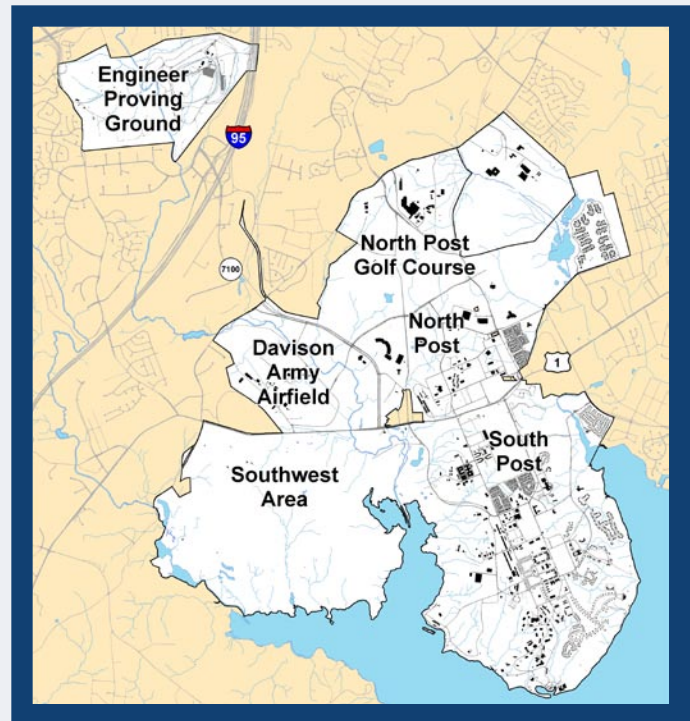 Engineer
Proving
Ground
95
North Post
Golf Course
7100
North
Post
Davison
Army
Airfield
1
South
Post
Southwest
Area